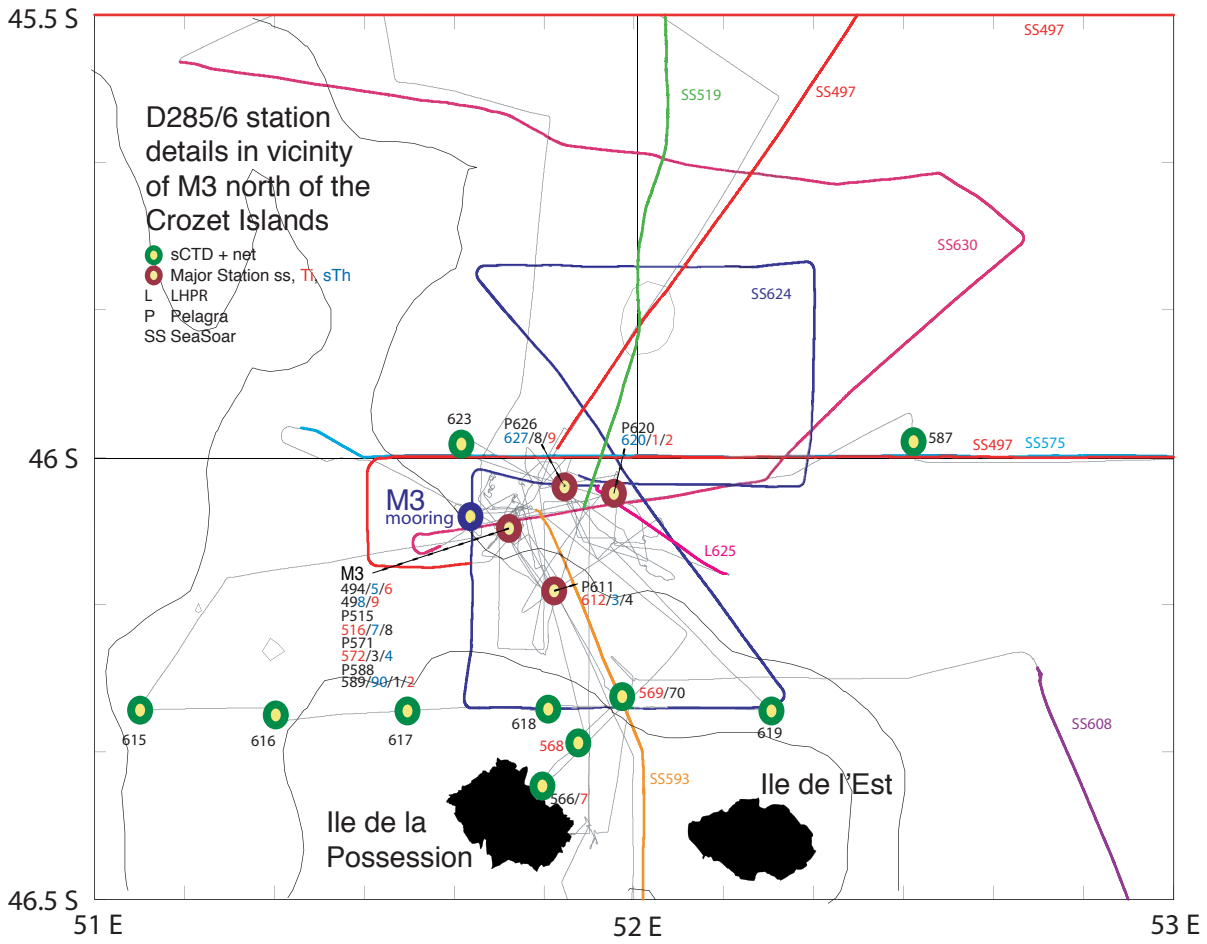 45.5 S
SS497
SS519
SS497
D285/6 station
details in vicinity
of M3 north of the
Crozet Islands
sCTD + net
Major Station ss, Ti, sTh
L LHPR
P Pelagra
SS SeaSoar
SS630
SS624
623
P626
627/8/9
P620
620/1/2
587
SS497
SS575
46 S
M3
mooring
L625
M3
494/5/6
498/9
P515
516/7/8
P571
572/3/4
P588
589/90/1/2
P611
612/3/4
569/70
615
616
617
618
619
568
SS608
SS593
566/7
Ile de l'Est
Ile de la
Possession
46.5 S
51 E
52 E
53 E